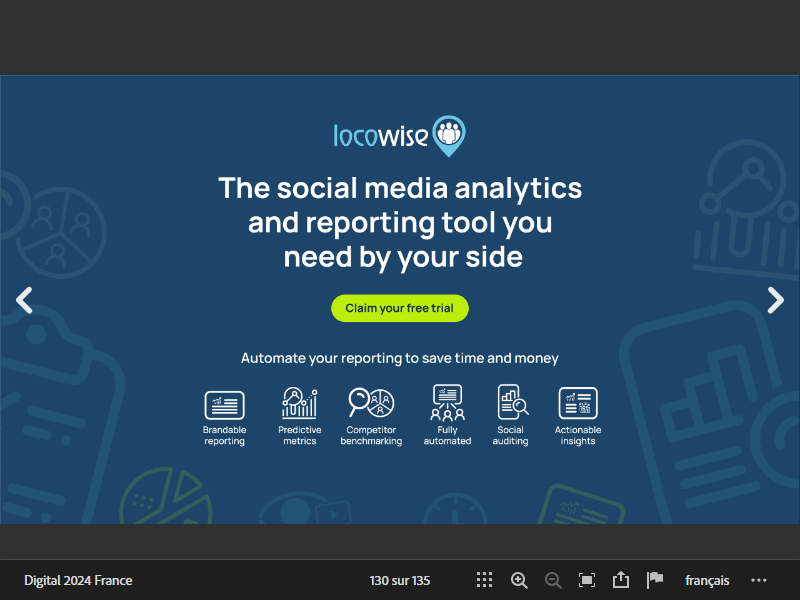 locowise
The social media analytics
and reporting tool you
need by your side
Claim your free trial
Automate your reporting to save time and money
Brandable
reporting
Predictive
metrics
Competitor
benchmarking
Fully
automated
Social
auditing
Actionable
insights
Digital 2024 France
130 sur 135
français